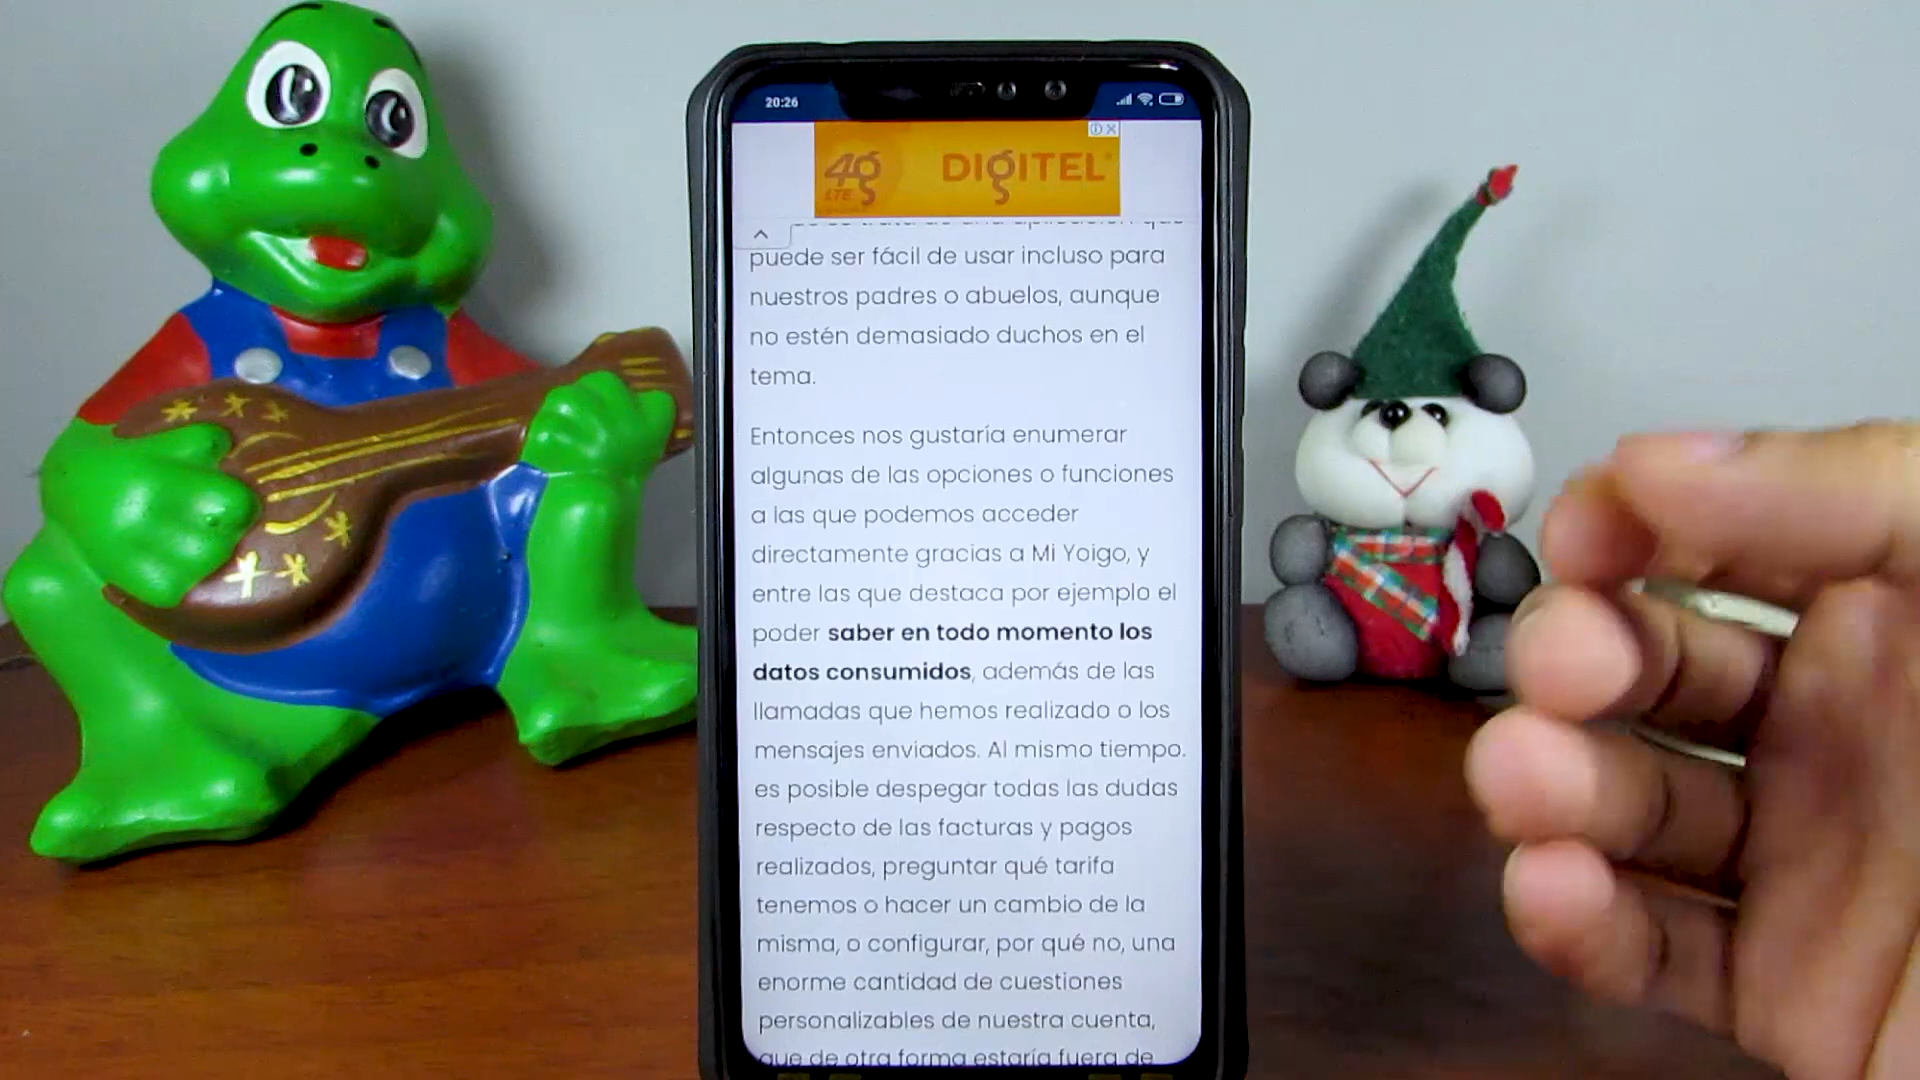 20:26
4g
LTE
DIGITEL
puede ser fácil de usar incluso para
nuestros padres o abuelos, aunque
no estén demasiado duchos en el
tema.
Entonces nos gustaría enumerar
algunas de las opciones o funciones
a las que podemos acceder
directamente gracias a Mi Yoigo, y
entre las que destaca por ejemplo el
poder saber en todo momento los
datos consumidos, además de las
llamadas que hemos realizado o los
mensajes enviados. Al mismo tiempo.
es posible despegar todas las dudas
respecto de las facturas y pagos
realizados, preguntar qué tarifa
tenemos o hacer un cambio de la
misma, o configurar, por qué no, una
enorme cantidad de cuestiones
personalizables de nuestra cuenta,
que de otra forma estaría fuera de